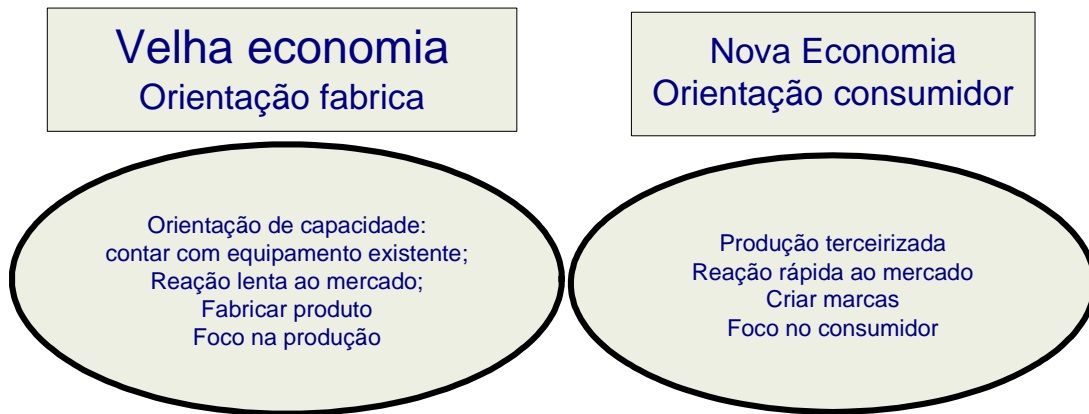 Velha economia
Orientação fabrica
Nova Economia
Orientação consumidor
Orientação de capacidade:
contar com equipamento existente;
Reação lenta ao mercado;
Fabricar produto
Foco na produção
Produção terceirizada
Reação rápida ao mercado
Criar marcas
Foco no consumidor